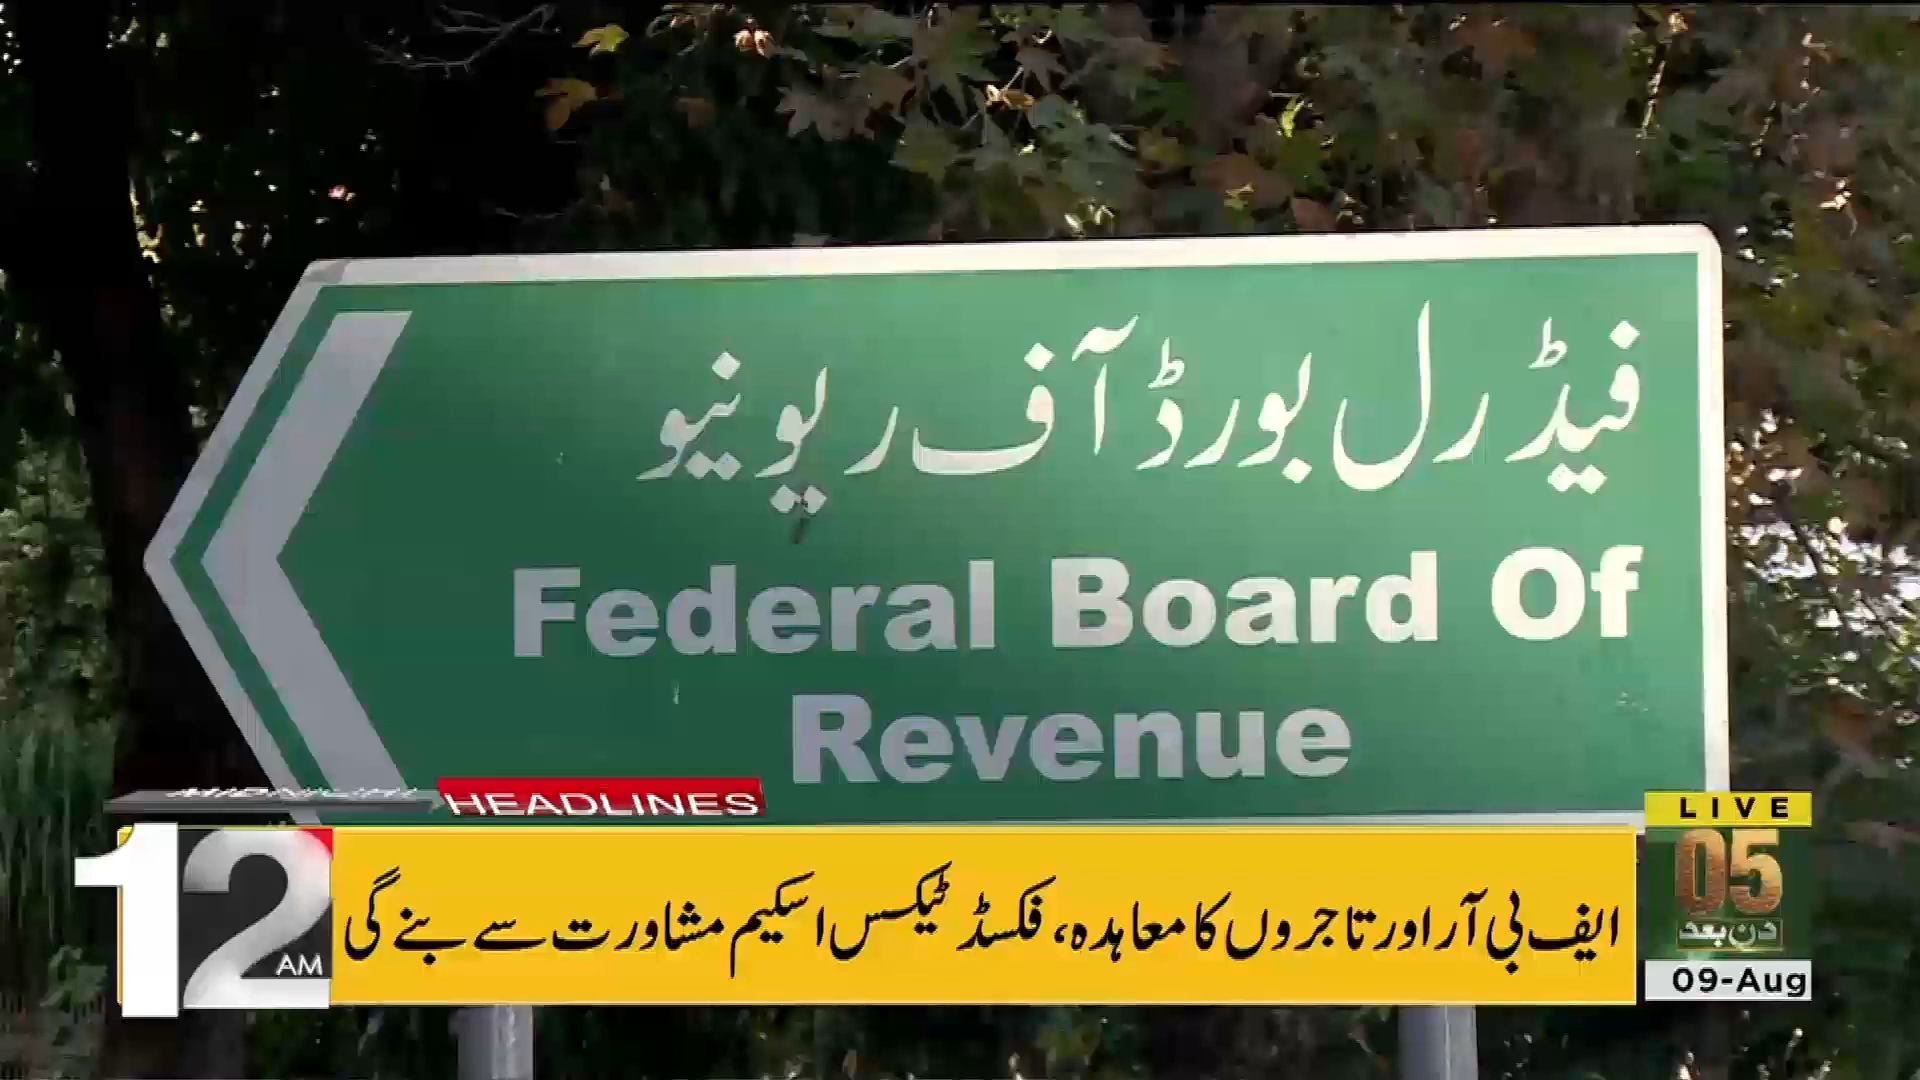 فیڈرل بورڈ آف ریونیو
Federal Board Of
Revenue
MIDNIGHT
HEADLINES
12
AM
ایف بی آر اور تاجروں کا معاہدہ، فکسڈ ٹیکس اسکیم مشاورت سے بنے گی
LIVE
05
دن بعد
09-Aug